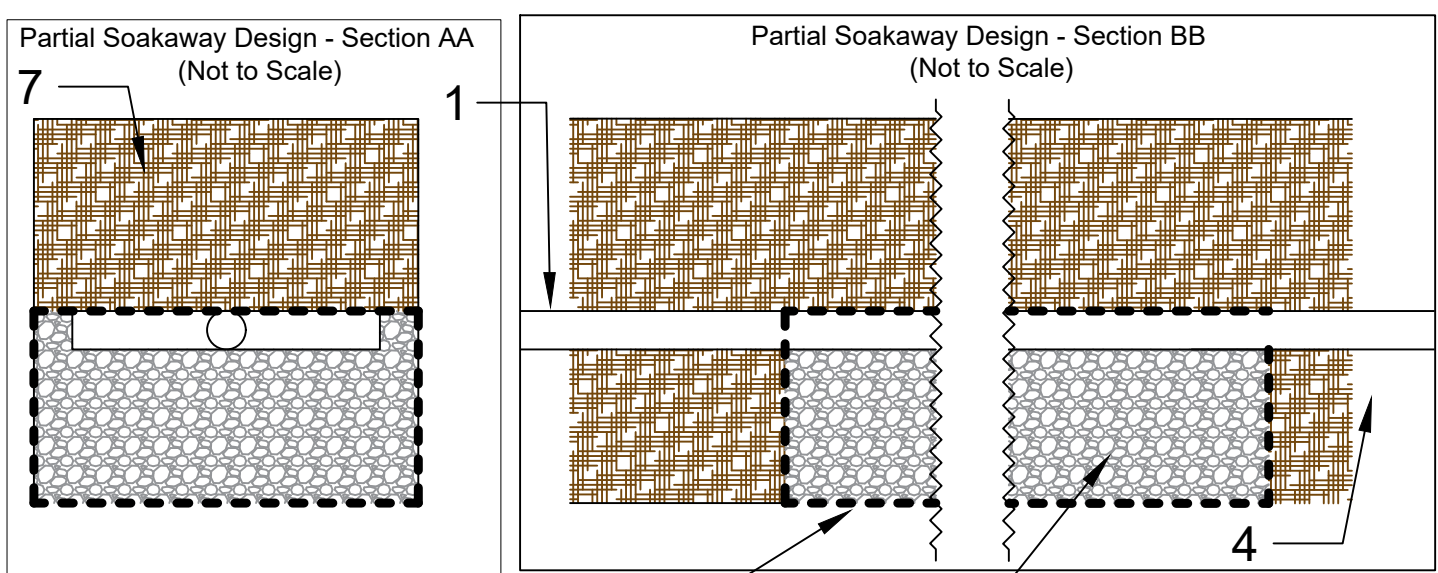 Partial Soakaway Design - Section AA
(Not to Scale)
7
Partial Soakaway Design - Section BB
(Not to Scale)
1
4